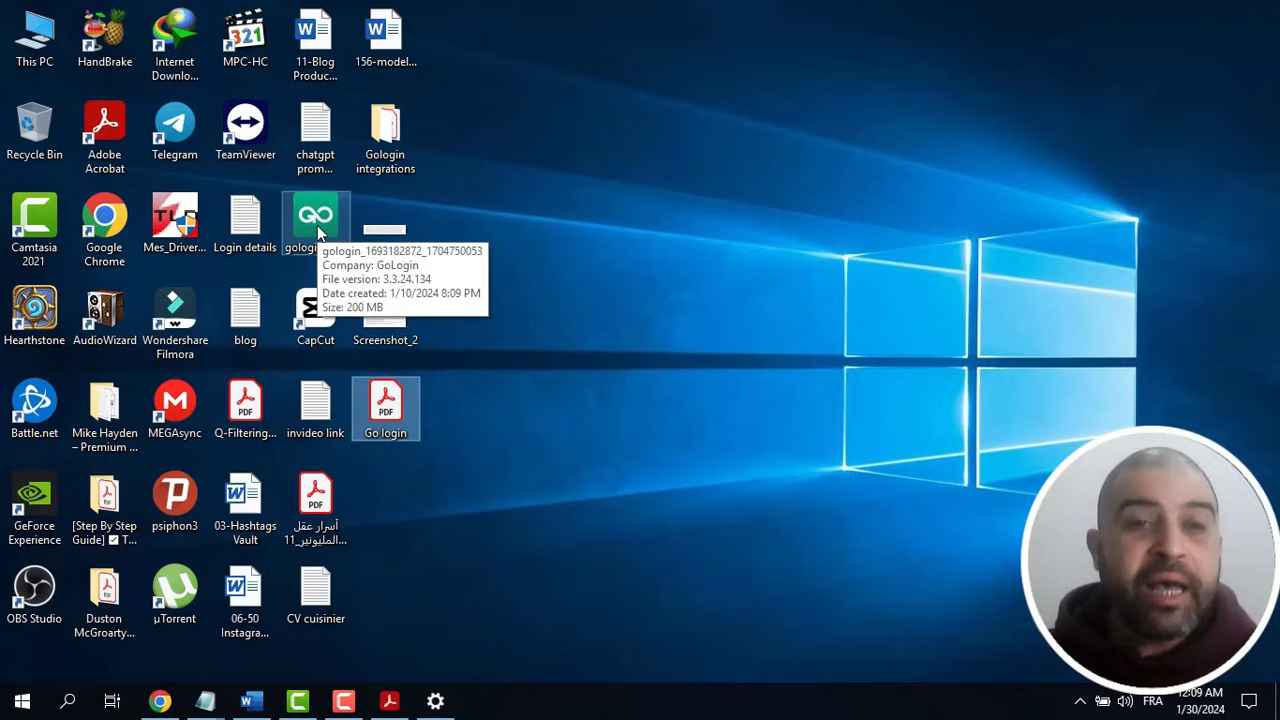 This PC
HandBrake
Internet
Downlo...
MPC-HC
321
11-Blog
Produc...
156-model...
Recycle Bin
Adobe
Acrobat
Telegram
TeamViewer
chatgpt
prom...
Gologin
integrations
Camtasia
2021
Google
Chrome
Mes_Driver...
Login details
gologin_1693182872_1704750053
Company: GoLogin
File version: 3.3.24.134
Date created: 1/10/2024 8:09 PM
Size: 200 MB
Hearthstone
AudioWizard
Wondershare
Filmora
blog
CapCut
Screenshot_2
Battle.net
Mike Hayden
– Premium ...
MEGAsync
PDF
Q-Filtering...
invideo link
PDF
Go login
GeForce
Experience
[Step By Step
Guide] ✅ T...
psiphon3
03-Hashtags
Vault
PDF
أسرار عقل
المليونير_11...
OBS Studio
Duston
McGroarty...
µTorrent
06-50
Instagra...
CV cuisinier
FRA
12:09 AM
1/30/2024